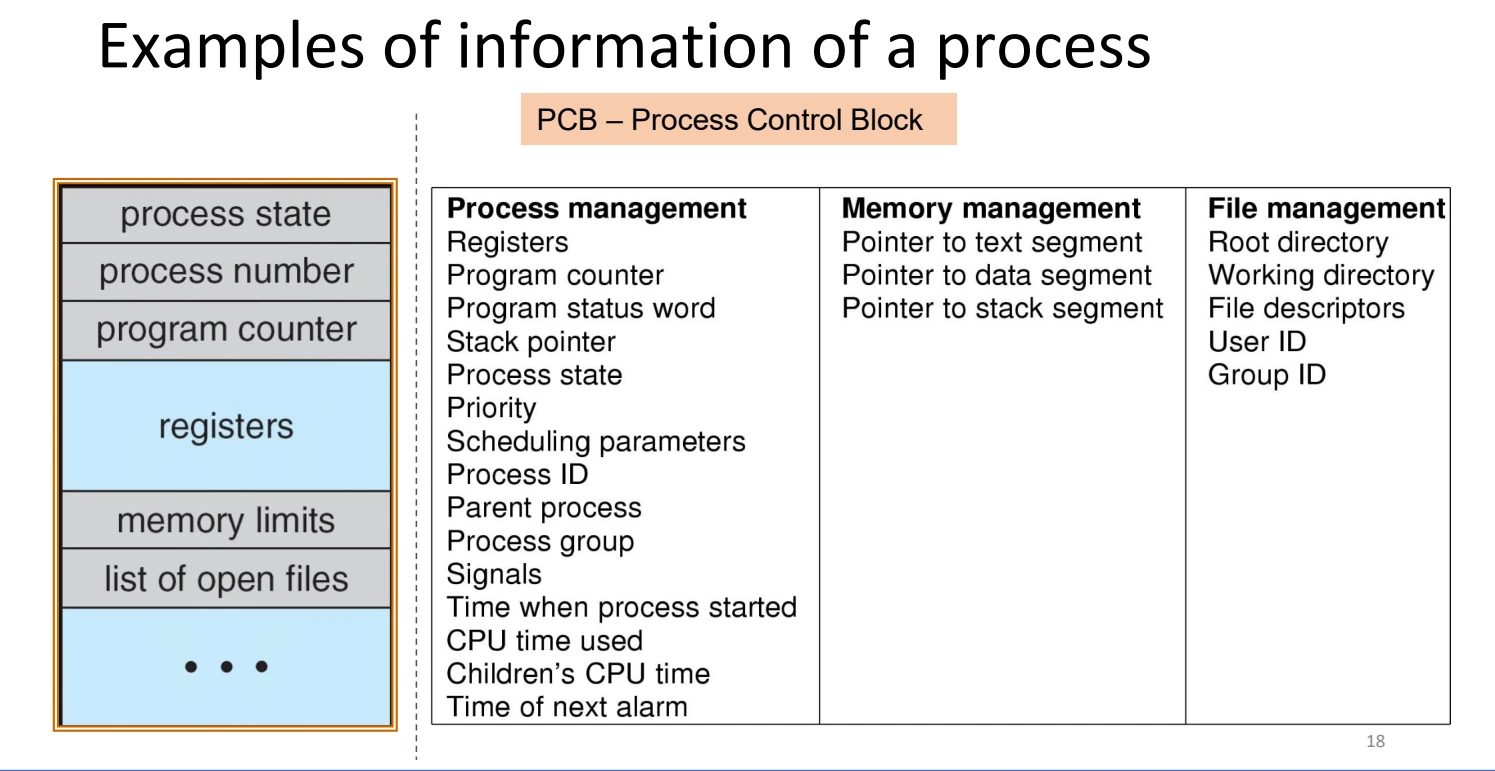 Examples of information of a process
PCB – Process Control Block
process state
process number
program counter
registers
memory limits
list of open files
• • •
Process management
Registers
Program counter
Program status word
Stack pointer
Process state
Priority
Scheduling parameters
Process ID
Parent process
Process group
Signals
Time when process started
CPU time used
Children’s CPU time
Time of next alarm
Memory management
Pointer to text segment
Pointer to data segment
Pointer to stack segment
File management
Root directory
Working directory
File descriptors
User ID
Group ID
18